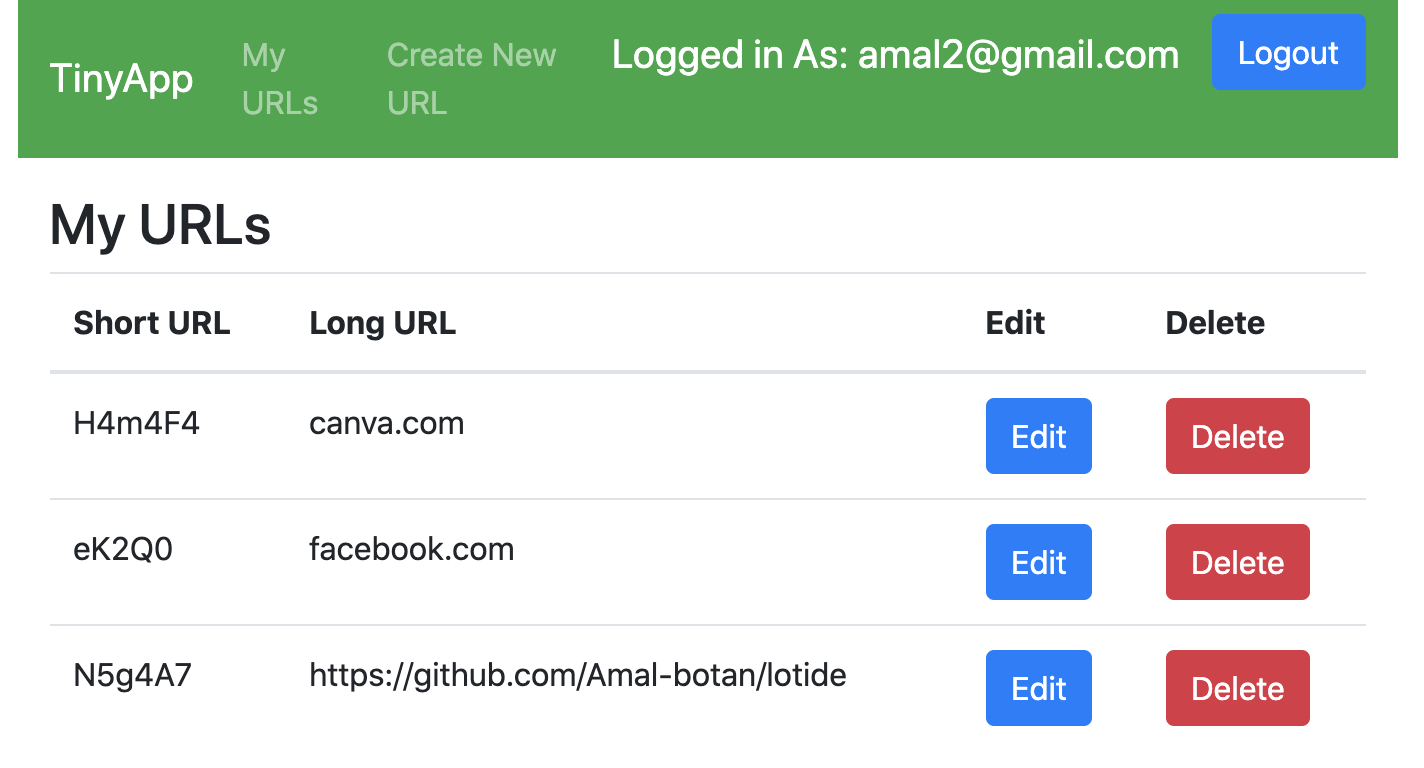 TinyApp
My
URLs
Create New
URL
Logged in As: amal2@gmail.com
Logout
My URLs
Short URL Long URL Edit Delete
H4m4F4 canva.com Edit Delete
eK2Q0 facebook.com Edit Delete
N5g4A7 https://github.com/Amal-botan/lotide Edit Delete